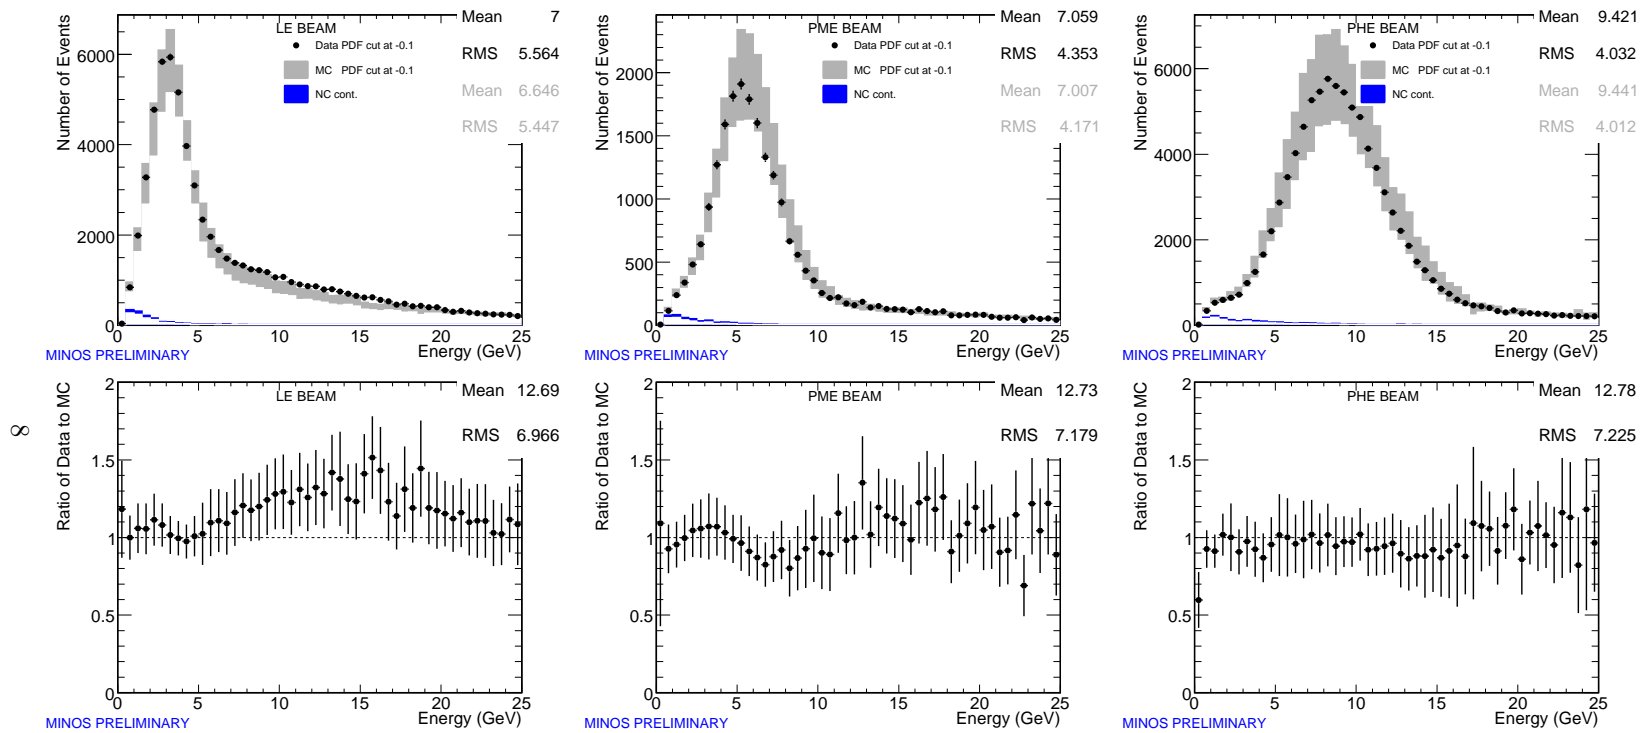 LE BEAM
Data PDF cut at -0.1
MC PDF cut at -0.1
NC cont.
Mean 7
RMS 5.564
Mean 6.646
RMS 5.447
Number of Events
6000
4000
2000
0
0 5 10 15 20 25
Energy (GeV)
MINOS PRELIMINARY
PME BEAM
Data PDF cut at -0.1
MC PDF cut at -0.1
NC cont.
Mean 7.059
RMS 4.353
Mean 7.007
RMS 4.171
Number of Events
2000
1500
1000
500
0
0 5 10 15 20 25
Energy (GeV)
MINOS PRELIMINARY
PHE BEAM
Data PDF cut at -0.1
MC PDF cut at -0.1
NC cont.
Mean 9.421
RMS 4.032
Mean 9.441
RMS 4.012
Number of Events
6000
4000
2000
0
0 5 10 15 20 25
Energy (GeV)
MINOS PRELIMINARY
8
LE BEAM
Mean 12.69
RMS 6.966
Ratio of Data to MC
2
1.5
1
0.5
0
0 5 10 15 20 25
Energy (GeV)
MINOS PRELIMINARY
PME BEAM
Mean 12.73
RMS 7.179
Ratio of Data to MC
2
1.5
1
0.5
0
0 5 10 15 20 25
Energy (GeV)
MINOS PRELIMINARY
PHE BEAM
Mean 12.78
RMS 7.225
Ratio of Data to MC
2
1.5
1
0.5
0
0 5 10 15 20 25
Energy (GeV)
MINOS PRELIMINARY